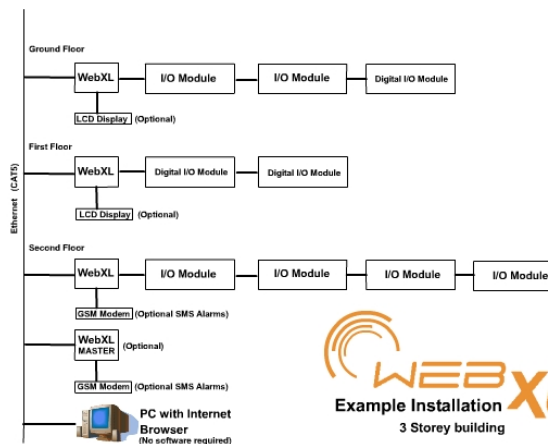 Ground Floor
WebXL
I/O Module
I/O Module
Digital I/O Module
LCD Display (Optional)
First Floor
WebXL
Digital I/O Module
Digital I/O Module
LCD Display (Optional)
Ethernet (CAT5)
Second Floor
WebXL
I/O Module
I/O Module
I/O Module
I/O Modul
GSM Modem (Optional SMS Alarms)
WebXL
MASTER
(Optional)
GSM Modem (Optional SMS Alarms)
PC with Internet
Browser
(No software required)
WEB X
Example Installation
3 Storey building